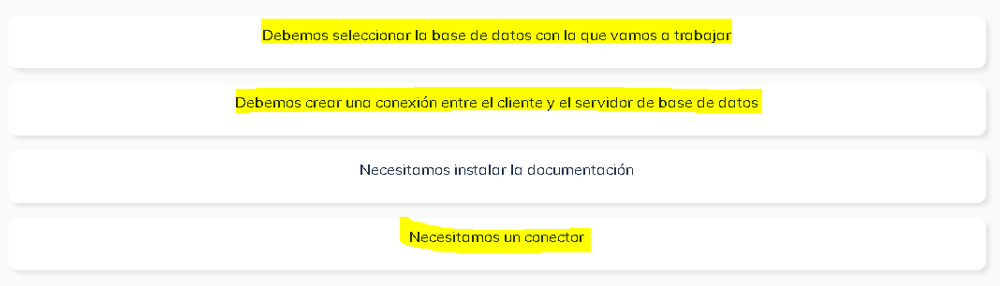 Debemos seleccionar la base de datos con la que vamos a trabajar
Debemos crear una conexión entre el cliente y el servidor de base de datos
Necesitamos instalar la documentación
Necesitamos un conector